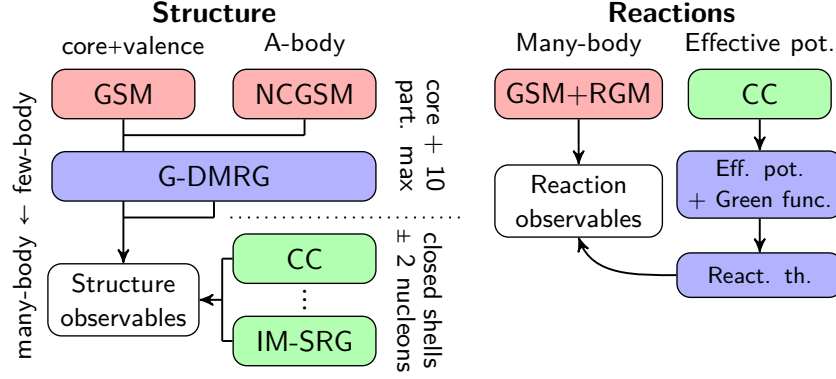 Structure
core+valence
A-body
GSM
NCGSM
G-DMRG
core + 10
part. max
many-body ← few-body
Structure
observables
CC
⋮
IM-SRG
closed shells
± 2 nucleons
Reactions
Many-body
Effective pot.
GSM+RGM
CC
Reaction
observables
Eff. pot.
+ Green func.
React. th.